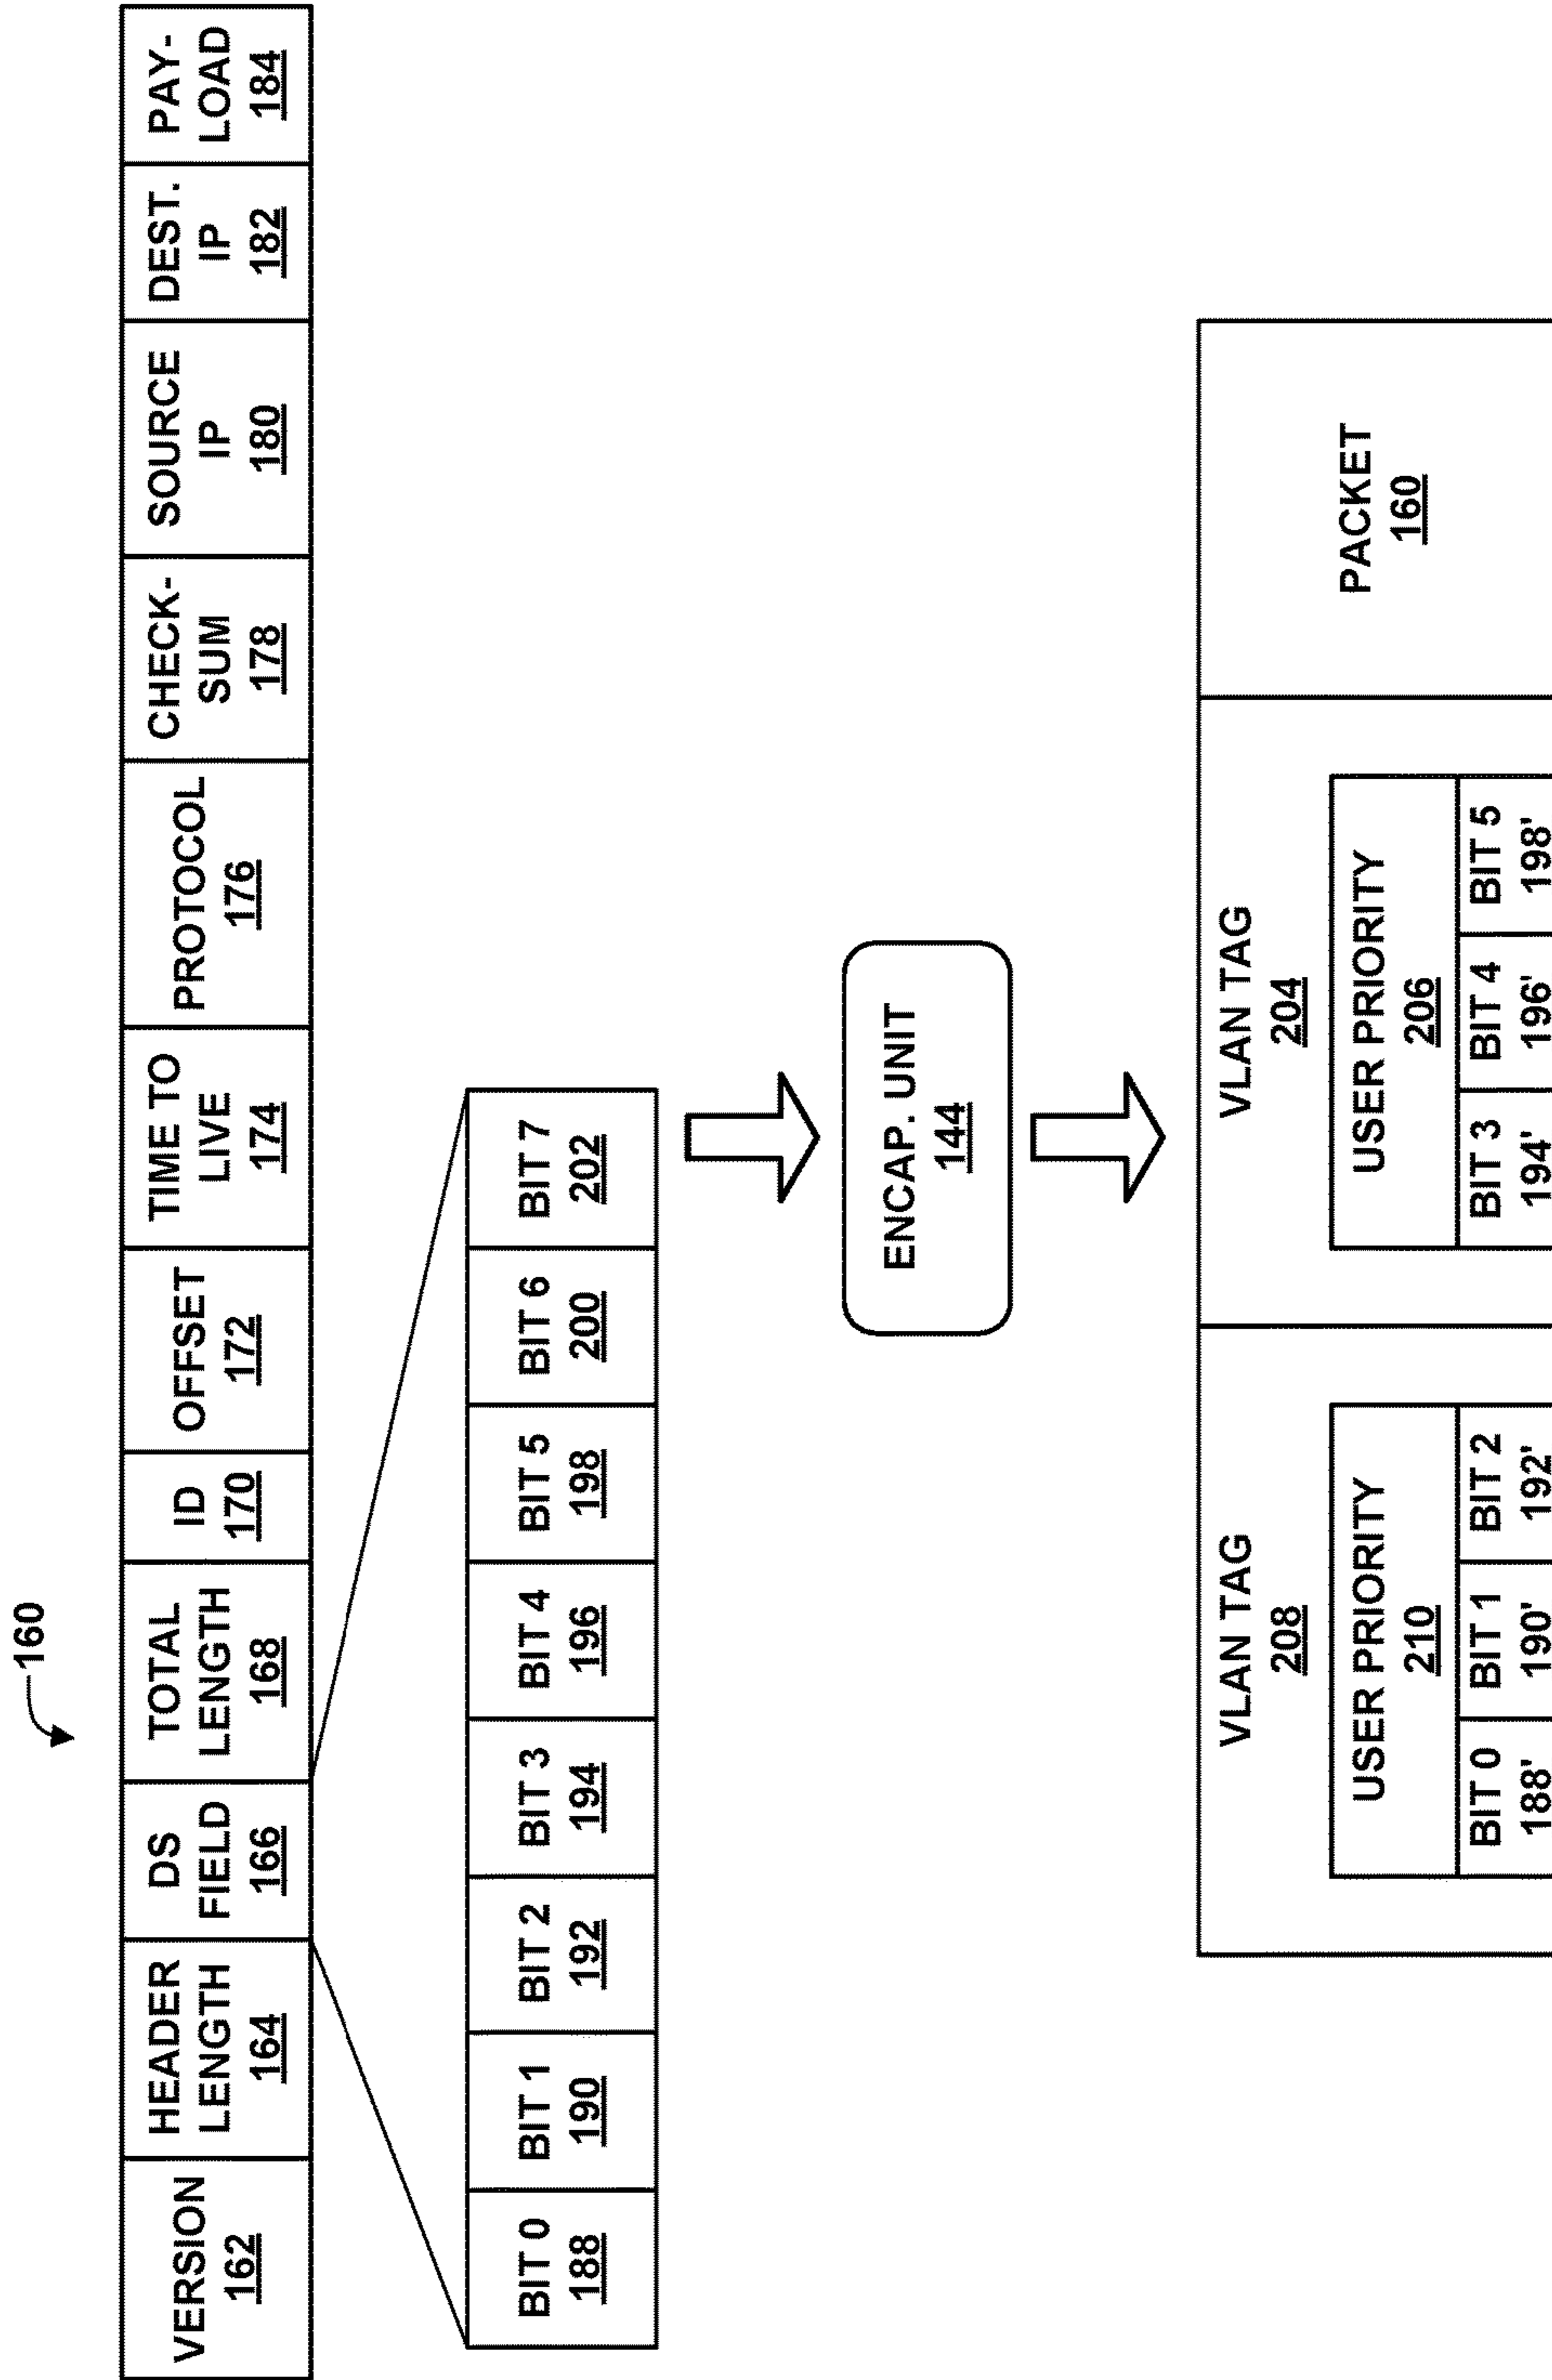 160
VERSION
162
HEADER
LENGTH
164
DS
FIELD
166
TOTAL
LENGTH
168
ID
170
OFFSET
172
TIME TO
LIVE
174
PROTOCOL
176
CHECK-
SUM
178
SOURCE
IP
180
DEST.
IP
182
PAY-
LOAD
184
BIT 0
188
BIT 1
190
BIT 2
192
BIT 3
194
BIT 4
196
BIT 5
198
BIT 6
200
BIT 7
202
ENCAP. UNIT
144
VLAN TAG
208
USER PRIORITY
210
BIT 0
188'
BIT 1
190'
BIT 2
192'
VLAN TAG
204
USER PRIORITY
206
BIT 3
194'
BIT 4
196'
BIT 5
198'
PACKET
160